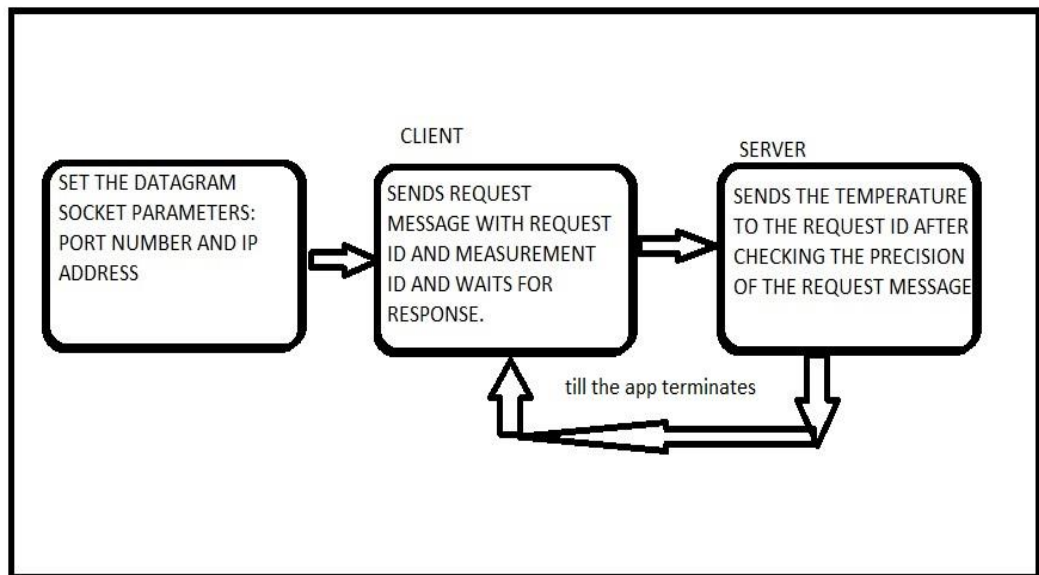 SET THE DATAGRAM
SOCKET PARAMETERS:
PORT NUMBER AND IP
ADDRESS
CLIENT
SENDS REQUEST
MESSAGE WITH REQUEST
ID AND MEASUREMENT
ID AND WAITS FOR
RESPONSE.
SERVER
SENDS THE TEMPERATURE
TO THE REQUEST ID AFTER
CHECKING THE PRECISION
OF THE REQUEST MESSAGE
till the app terminates